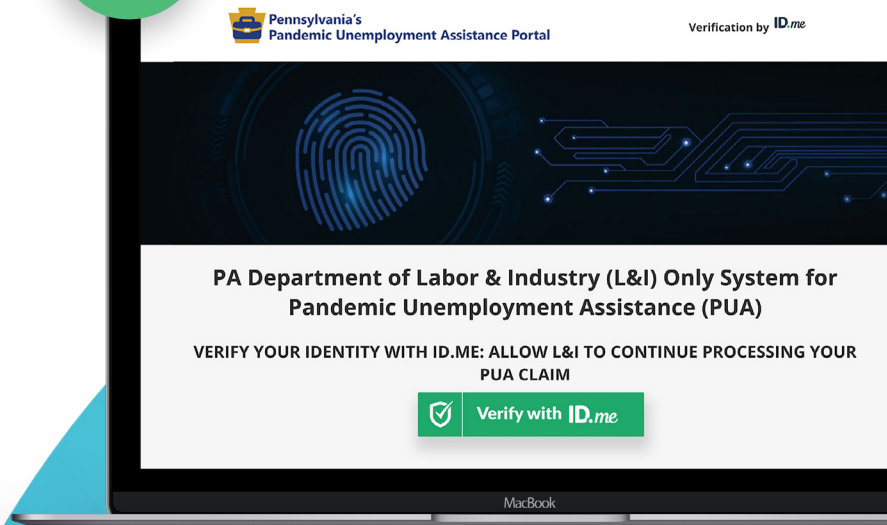 Pennsylvania's
Pandemic Unemployment Assistance Portal
Verification by ID.me
PA Department of Labor & Industry (L&I) Only System for
Pandemic Unemployment Assistance (PUA)
VERIFY YOUR IDENTITY WITH ID.ME: ALLOW L&I TO CONTINUE PROCESSING YOUR
PUA CLAIM
Verify with ID.me
MacBook